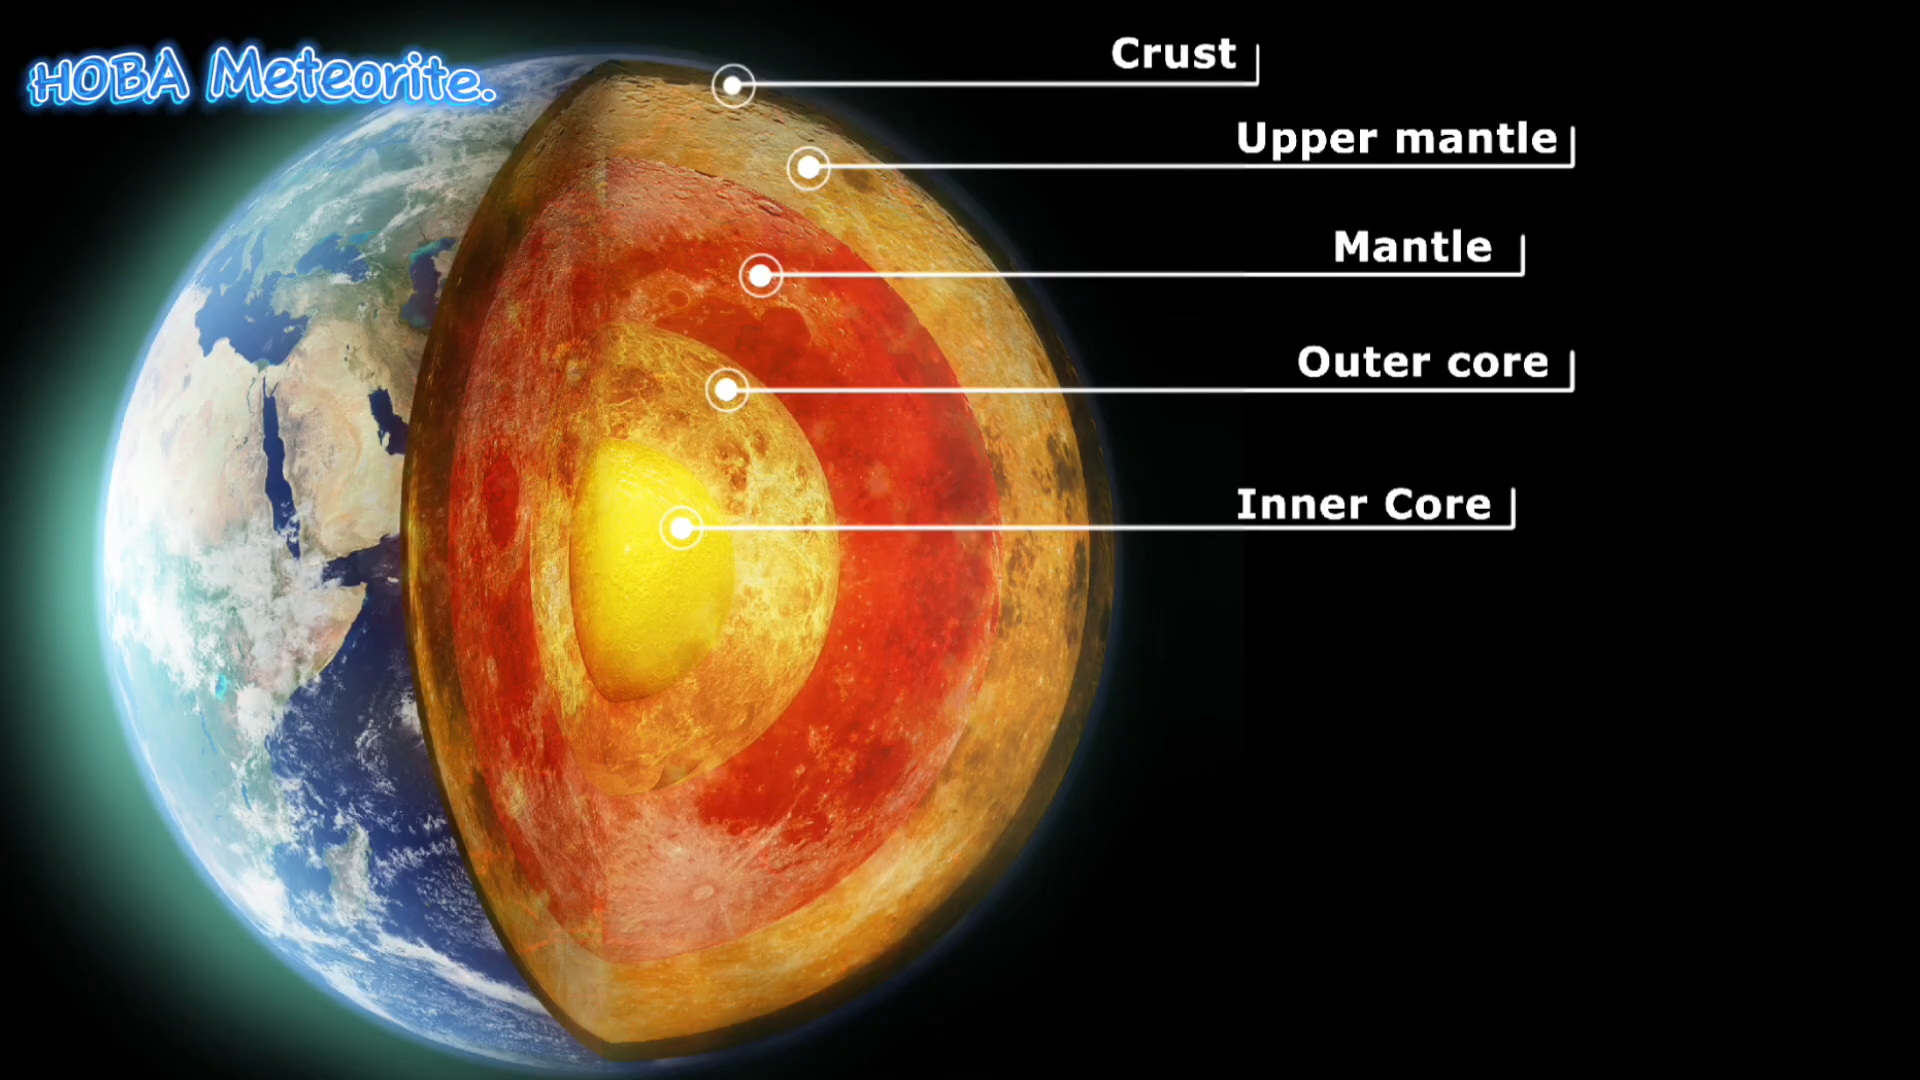 HOBA Meteorite.
Crust
Upper mantle
Mantle
Outer core
Inner Core